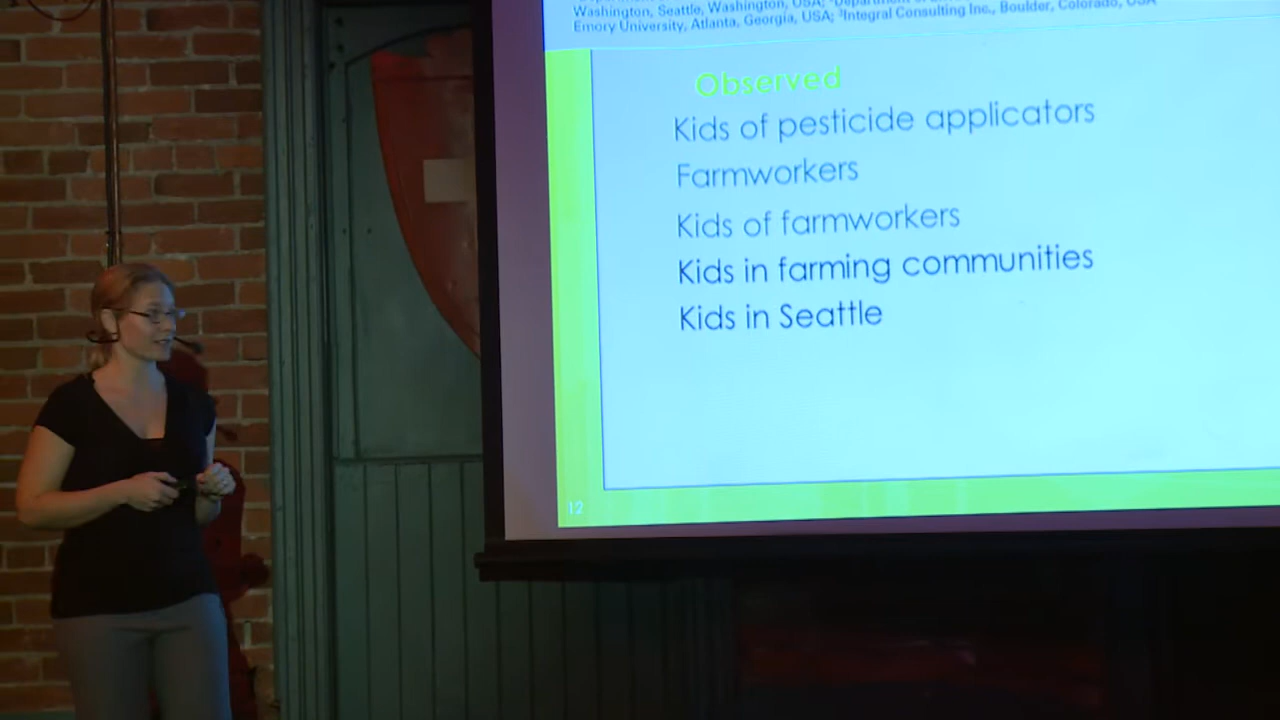 Washington, Seattle, Washington, USA;
Emory University, Atlanta, Georgia, USA; ³Integral Consulting Inc., Boulder, Colorado, USA
Observed
Kids of pesticide applicators
Farmworkers
Kids of farmworkers
Kids in farming communities
Kids in Seattle
12